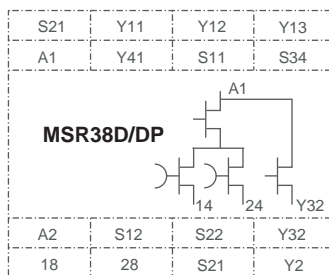 S21 Y11 Y12 Y13
A1 Y41 S11 S34
A1
MSR38D/DP
14 24 Y32
A2 S12 S22 Y32
18 28 S21 Y2